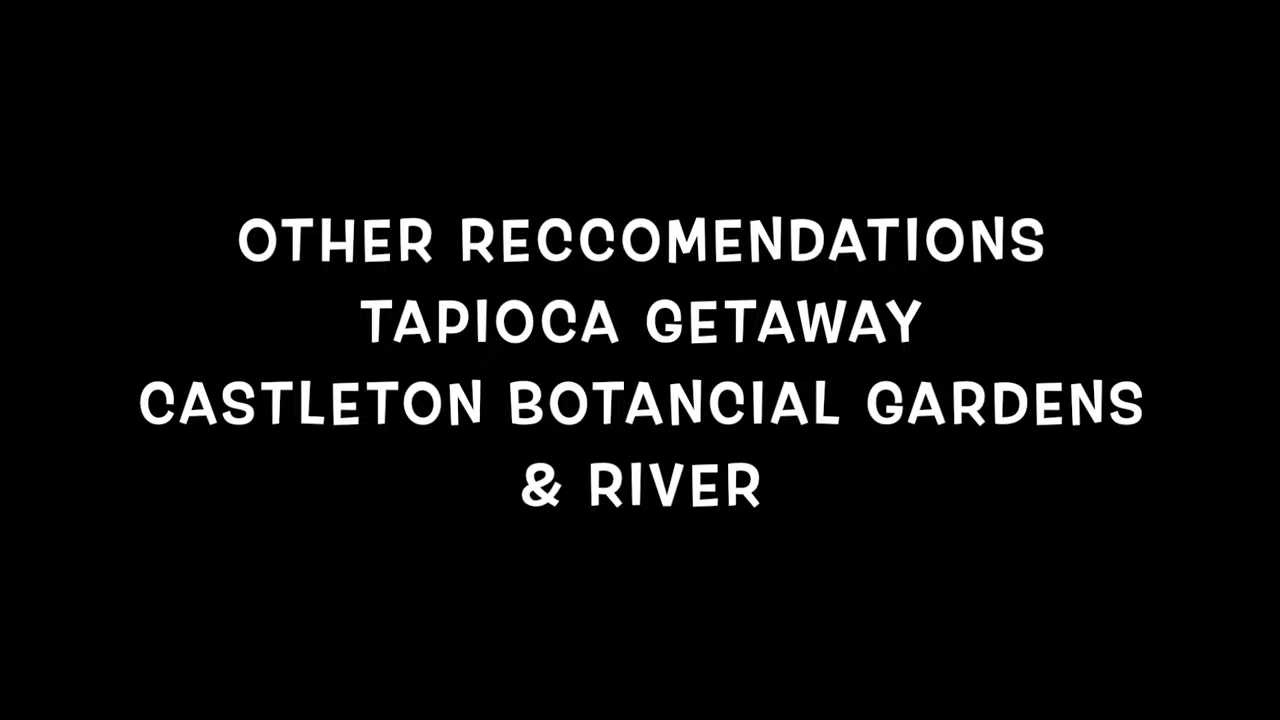 OTHER RECCOMENDATIONS
TAPIOCA GETAWAY
CASTLETON BOTANCIAL GARDENS
& RIVER